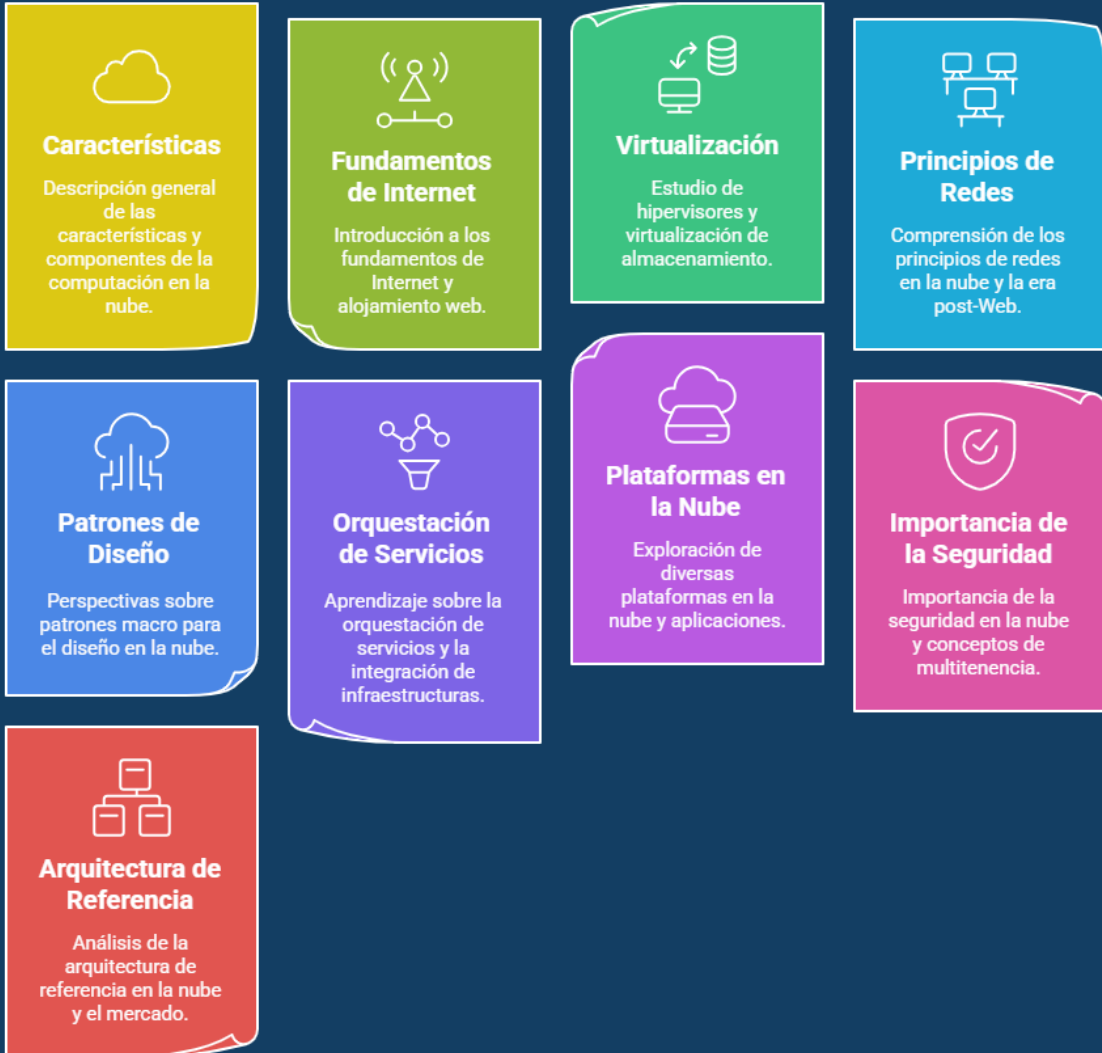 Característifcas
Descripción general
de las
características y
componentes de la
computación en la
nube.
Fundamentos
de Internet
Introducción a los
fundamentos de
Internet y
alojamiento web.
Virtualización
Estudio de
hipervisores y
virtualización de
almacenamiento.
Principios de
Redes
Comprensión de los
principios de redes
en la nube y la era
post-Web.
Patrones de
Diseño
Perspectivas sobre
patrones macro para
el diseño en la nube.
Orquestación
de Servicios
Aprendizaje sobre la
orquestación de
servicios y la
integración de
infraestructuras.
Plataformas en
la Nube
Exploración de
diversas
plataformas en la
nube y aplicaciones.
Importancia de
la Seguridad
Importancia de la
seguridad en la nube
y conceptos de
multitenencia.
Arquitectura de
Referencia
Análisis de la
arquitectura de
referencia en la nube
y el mercado.